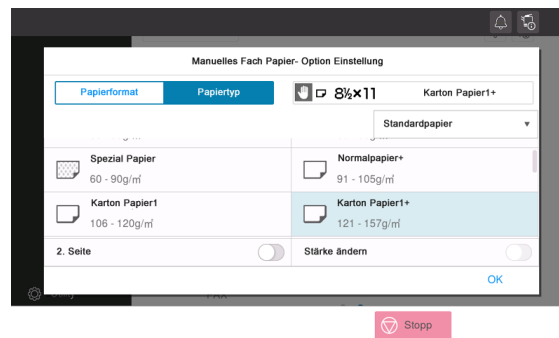 Manuelles Fach Papier- Option Einstellung
Papierformat
Papiertyp
8½×11
Karton Papier1+
Standardpapier
Spezial Papier
60 - 90g/㎡
Normalpapier+
91 - 105g/㎡
Karton Papier1
106 - 120g/㎡
Karton Papier1+
121 - 157g/㎡
2. Seite
Stärke ändern
OK
Stopp